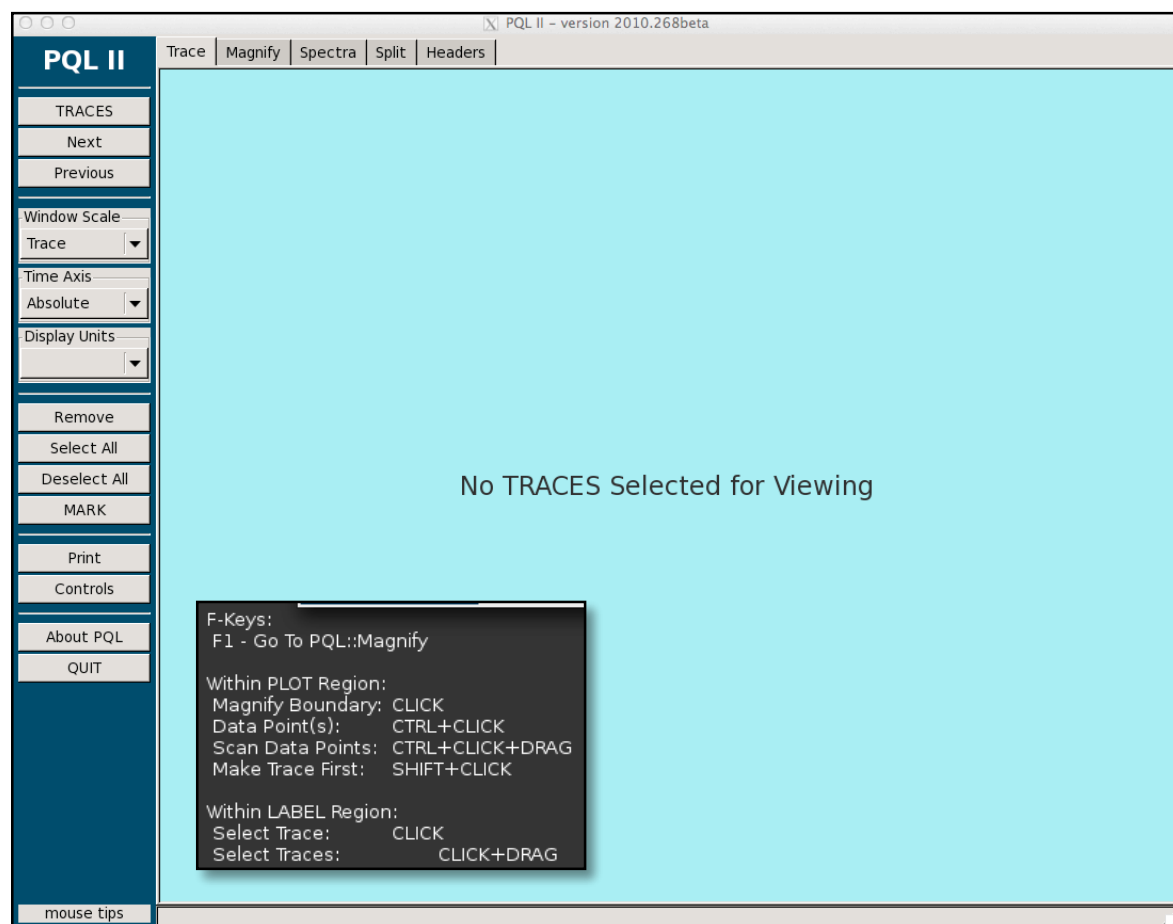 PQL II – version 2010.268beta
PQL II
Trace Magnify Spectra Split Headers
TRACES
Next
Previous
Window Scale
Trace
Time Axis
Absolute
Display Units
Remove
Select All
Deselect All
MARK
Print
Controls
About PQL
QUIT
mouse tips
No TRACES Selected for Viewing
F-Keys:
F1 - Go To PQL::Magnify
Within PLOT Region:
Magnify Boundary: CLICK
Data Point(s): CTRL+CLICK
Scan Data Points: CTRL+CLICK+DRAG
Make Trace First: SHIFT+CLICK
Within LABEL Region:
Select Trace: CLICK
Select Traces: CLICK+DRAG